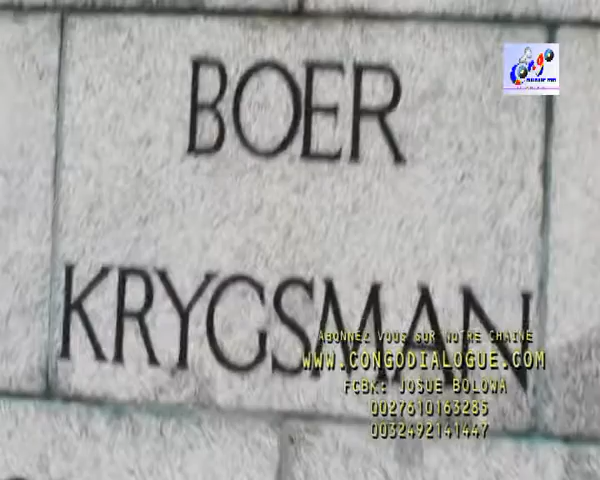 BOER
KRYGSMAN
ABONNEZ VOUS SUR NOTRE CHAINE
WWW.CONGODIALOGUE.COM
FCBK: JOSUE BOLOWA
0027610163285
0032492141447